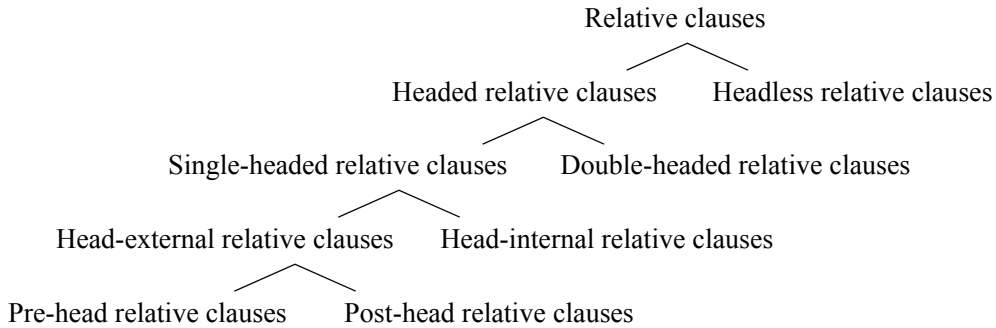 Relative clauses
Headed relative clauses Headless relative clauses
Single-headed relative clauses Double-headed relative clauses
Head-external relative clauses Head-internal relative clauses
Pre-head relative clauses Post-head relative clauses